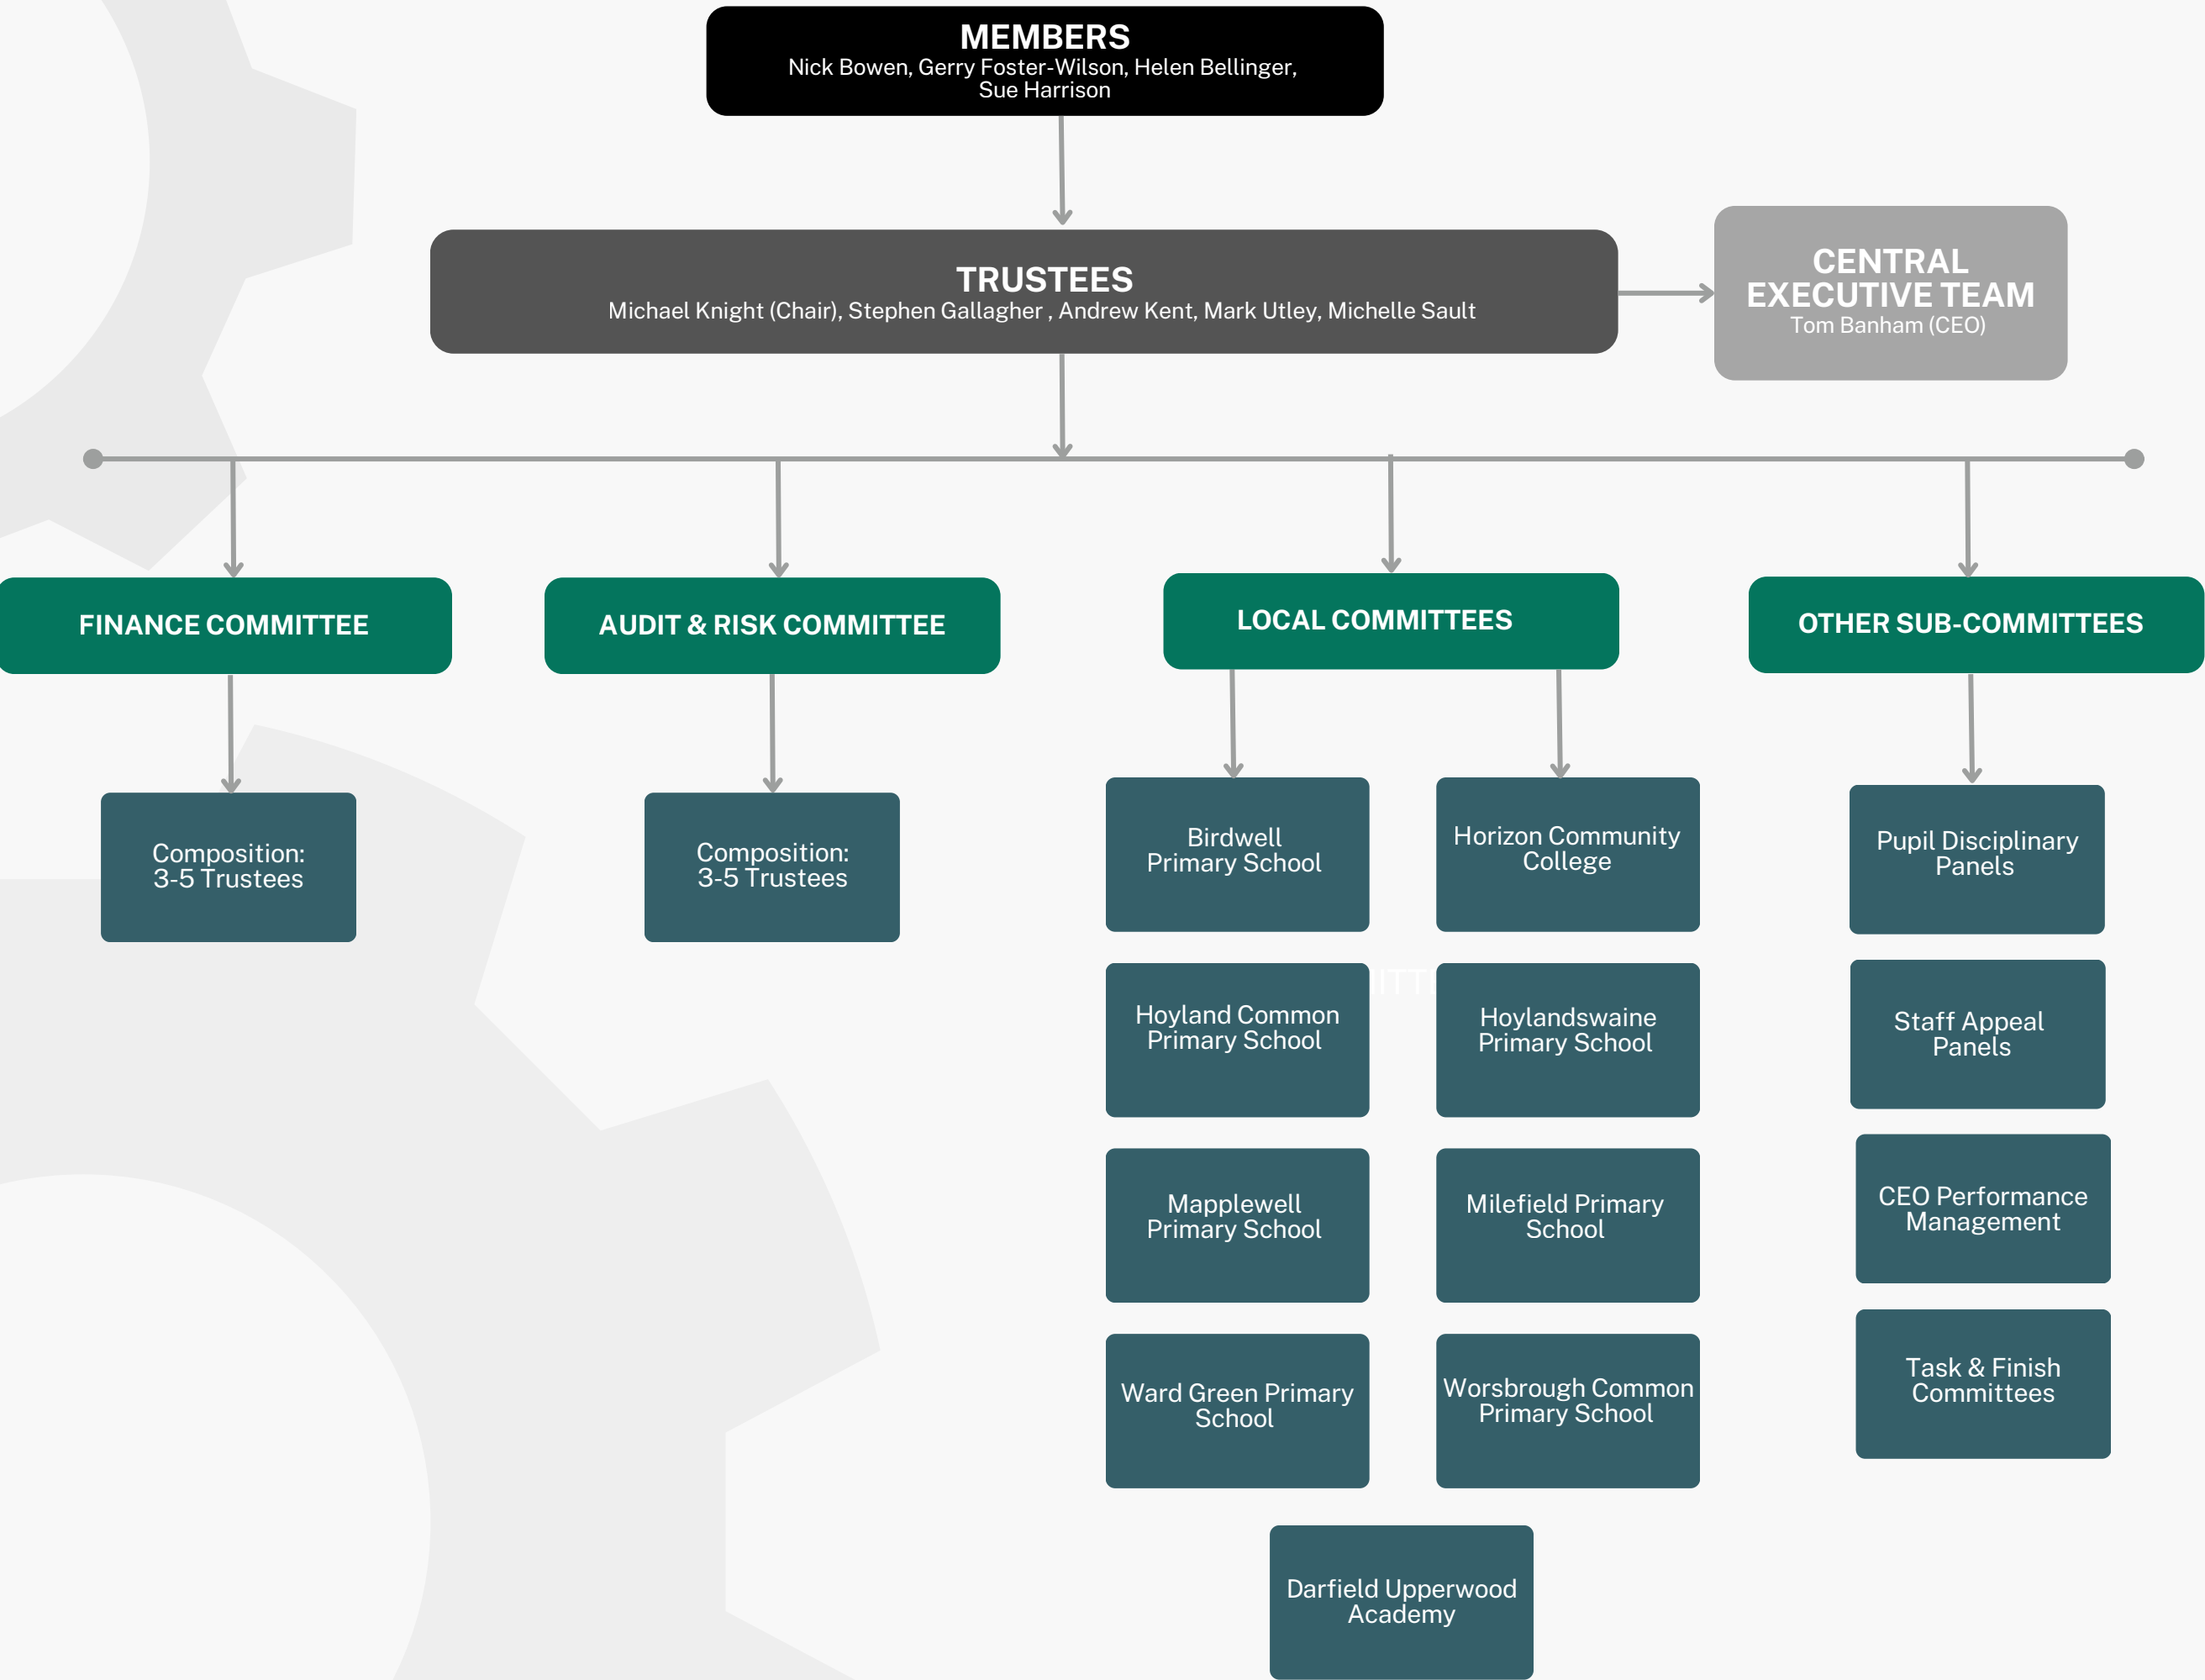 MEMBERS
Nick Bowen, Gerry Foster-Wilson, Helen Bellinger,
Sue Harrison
TRUSTEES
Michael Knight (Chair), Stephen Gallagher , Andrew Kent, Mark Utley, Michelle Sault
CENTRAL
EXECUTIVE TEAM
Tom Banham (CEO)
FINANCE COMMITTEE
AUDIT & RISK COMMITTEE
LOCAL COMMITTEES
OTHER SUB-COMMITTEES
Composition:
3-5 Trustees
Composition:
3-5 Trustees
Birdwell
Primary School
Horizon Community
College
Hoyland Common
Primary School
Hoylandswaine
Primary School
Mapplewell
Primary School
Milefield Primary
School
Ward Green Primary
School
Worsbrough Common
Primary School
Darfield Upperwood
Academy
Pupil Disciplinary
Panels
Staff Appeal
Panels
CEO Performance
Management
Task & Finish
Committees